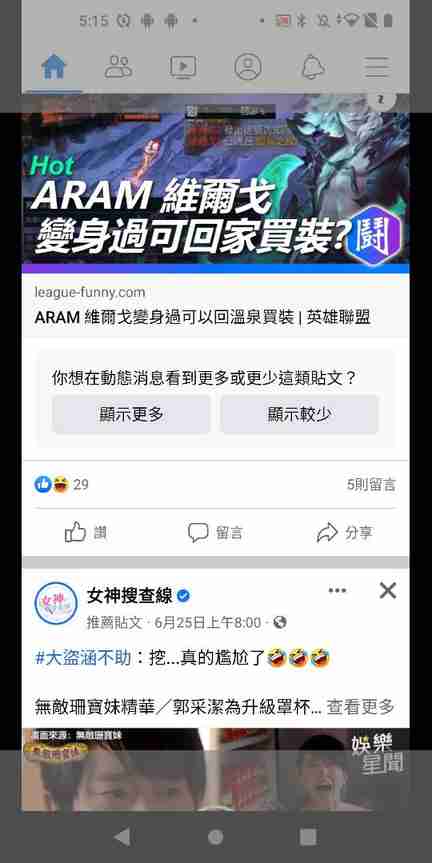 5:15
Hot
ARAM 維爾戈
變身過可回家買裝?
鬪
league-funny.com
ARAM 維爾戈變身過可以回溫泉買裝 | 英雄聯盟
你想在動態消息看到更多或更少這類貼文？
顯示更多
顯示較少
29
5則留言
讚
留言
分享
女神搜查線
推薦貼文 · 6月25日上午8:00 ·
#大盜涵不助：挖...真的尷尬了🤣🤣🤣
無敵珊寶妹精華／郭采潔為升級罩杯... 查看更多
畫面來源：無敵珊寶妹
無敵珊寶妹
娛樂
星聞